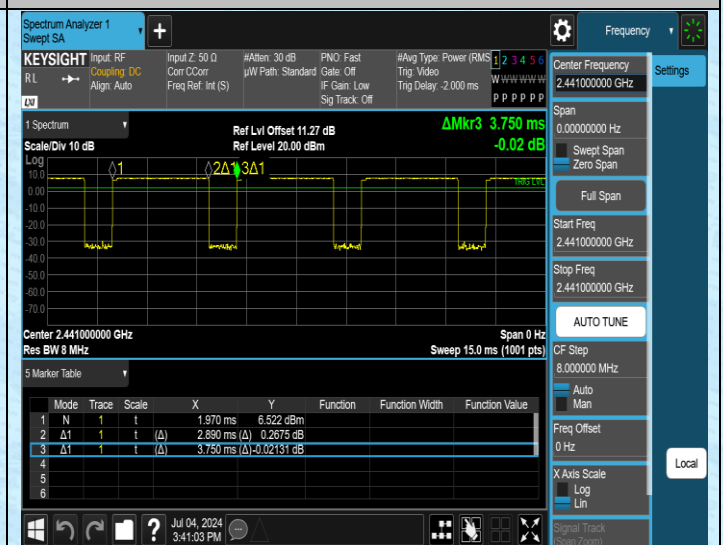 Spectrum Analyzer 1
Swept SA
+
Frequency
KEYSIGHT Input: RF
Coupling: DC
Align: Auto
RL
LXI
Input Z: 50 Ω
Corr CCorr
Freq Ref: Int (S)
#Atten: 30 dB
µW Path: Standard
PNO: Fast
Gate: Off
IF Gain: Low
Sig Track: Off
#Avg Type: Power (RMS
Trig: Video
Trig Delay: -2.000 ms
1 2 3 4 5 6
W W W W W W
P P P P P P
1 Spectrum
Scale/Div 10 dB
Ref Lvl Offset 11.27 dB
Ref Level 20.00 dBm
ΔMkr3 3.750 ms
-0.02 dB
Log
10.0
0.00
-10.0
-20.0
-30.0
-40.0
-50.0
-60.0
-70.0
1
2Δ1
3Δ1
TRIG LVL
Center 2.441000000 GHz
Res BW 8 MHz
Span 0 Hz
Sweep 15.0 ms (1001 pts)
5 Marker Table
Mode Trace Scale X Y Function Function Width Function Value
1 N 1 t 1.970 ms 6.522 dBm
2 Δ1 1 t (Δ) 2.890 ms (Δ) 0.2675 dB
3 Δ1 1 t (Δ) 3.750 ms (Δ) -0.02131 dB
4
5
6
Jul 04, 2024
3:41:03 PM
?
Center Frequency
2.441000000 GHz
Settings
Span
0.00000000 Hz
Swept Span
Zero Span
Full Span
Start Freq
2.441000000 GHz
Stop Freq
2.441000000 GHz
AUTO TUNE
CF Step
8.000000 MHz
Auto
Man
Freq Offset
0 Hz
X Axis Scale
Log
Lin
Local
Signal Track
(Span Zoom)